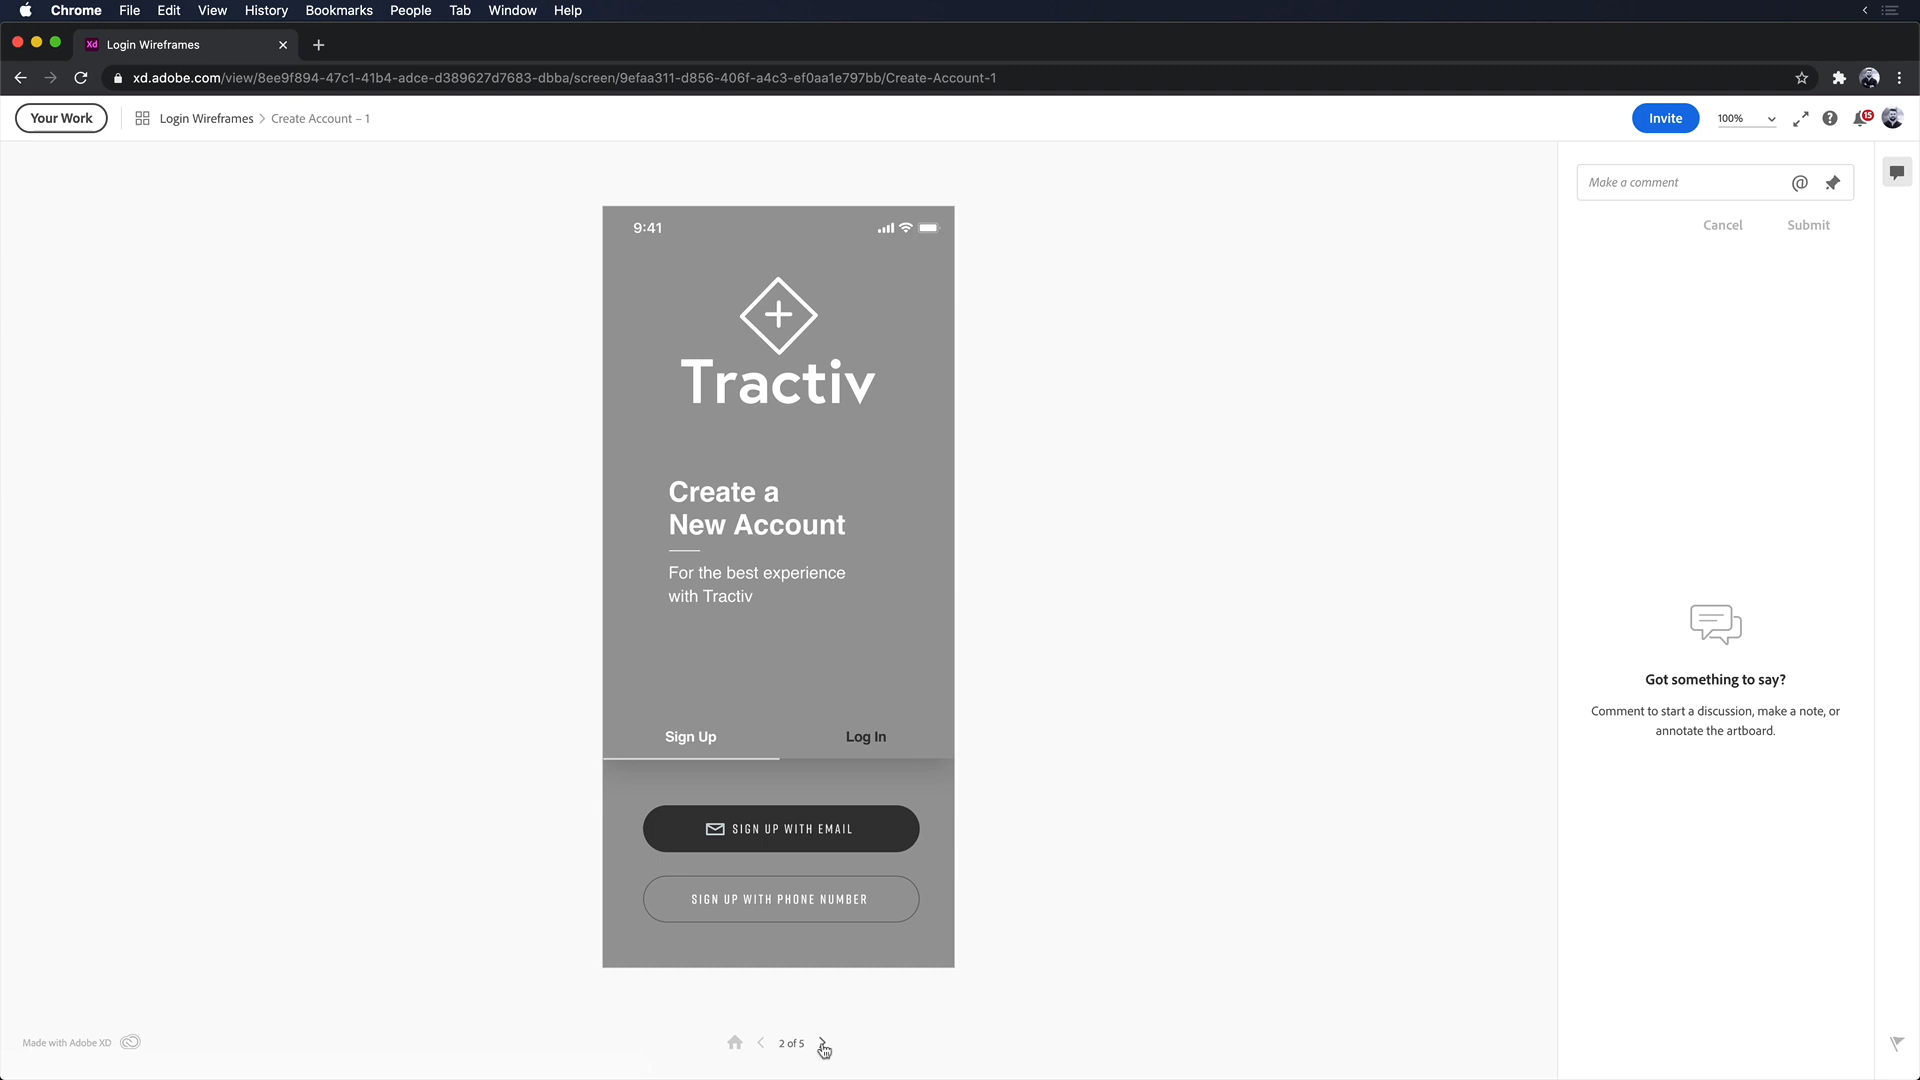 Chrome File Edit View History Bookmarks People Tab Window Help
Xd Login Wireframes
xd.adobe.com/view/8ee9f894-47c1-41b4-adce-d389627d7683-dbba/screen/9efaa311-d856-406f-a4c3-ef0aa1e797bb/Create-Account-1
Your Work Login Wireframes > Create Account – 1 Invite 100% 15
Make a comment @
Cancel Submit
9:41
Tractiv
Create a
New Account
For the best experience
with Tractiv
Sign Up Log In
SIGN UP WITH EMAIL
SIGN UP WITH PHONE NUMBER
Got something to say?
Comment to start a discussion, make a note, or
annotate the artboard.
Made with Adobe XD 2 of 5